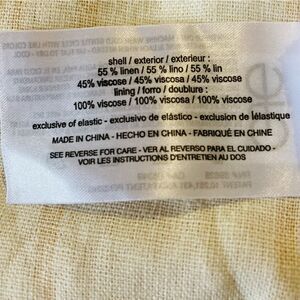 shell / exterior / exterieur :
55 % linen / 55 % lino / 55 % lin
45% viscose / 45% viscosa / 45% viscose
lining / forro / doublure :
100% viscose / 100% viscosa / 100% viscose
exclusive of elastic - exclusivo de elástico - exclusion de lélastique
MADE IN CHINA - HECHO EN CHINA - FABRIQUÉ EN CHINE
SEE REVERSE FOR CARE - VER AL REVERSO PARA EL CUIDADO -
VOIR LES INSTRUCTIONS D'ENTRETIEN AU DOS